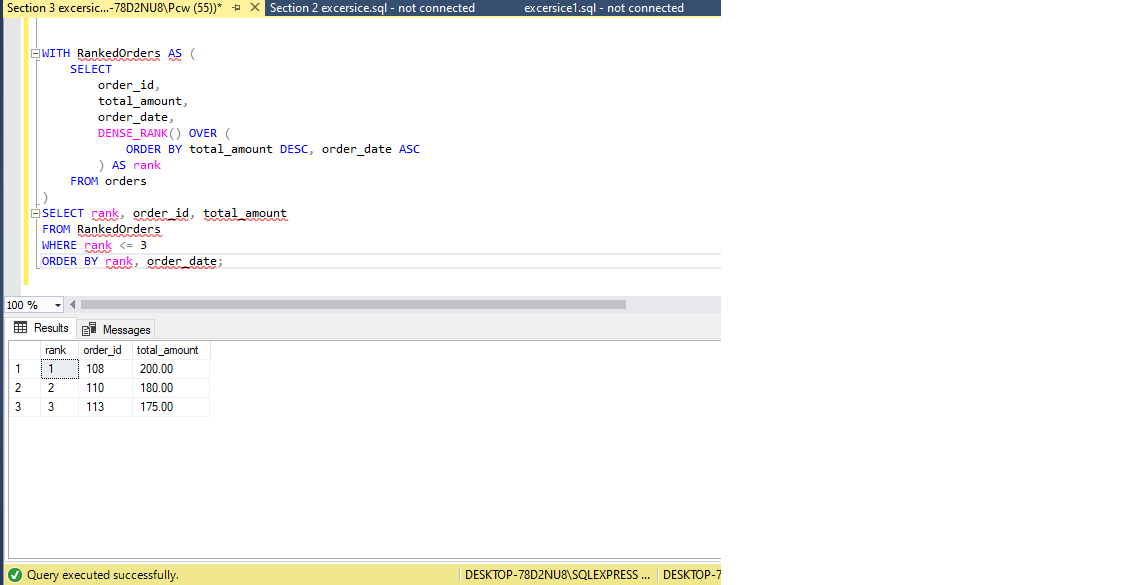 Section 3 excersic...-78D2NU8\Pcw (55))* Section 2 excersice.sql - not connected excersice1.sql - not connected
WITH RankedOrders AS (
SELECT
order_id,
total_amount,
order_date,
DENSE_RANK() OVER (
ORDER BY total_amount DESC, order_date ASC
) AS rank
FROM orders
)
SELECT rank, order_id, total_amount
FROM RankedOrders
WHERE rank <= 3
ORDER BY rank, order_date;
100 %
Results Messages
rank order_id total_amount
1 1 108 200.00
2 2 110 180.00
3 3 113 175.00
Query executed successfully. DESKTOP-78D2NU8\SQLEXPRESS ... DESKTOP-7